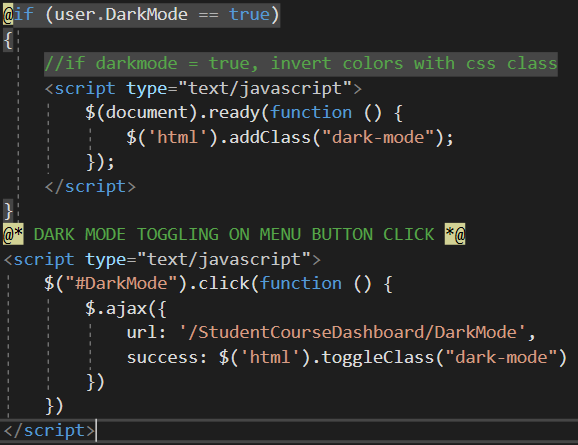 @if (user.DarkMode == true)
{
    //if darkmode = true, invert colors with css class
    <script type="text/javascript">
        $(document).ready(function () {
            $('html').addClass("dark-mode");
        });
    </script>
}
@* DARK MODE TOGGLING ON MENU BUTTON CLICK *@
<script type="text/javascript">
    $("#DarkMode").click(function () {
        $.ajax({
            url: '/StudentCourseDashboard/DarkMode',
            success: $('html').toggleClass("dark-mode")
        })
    })
</script>